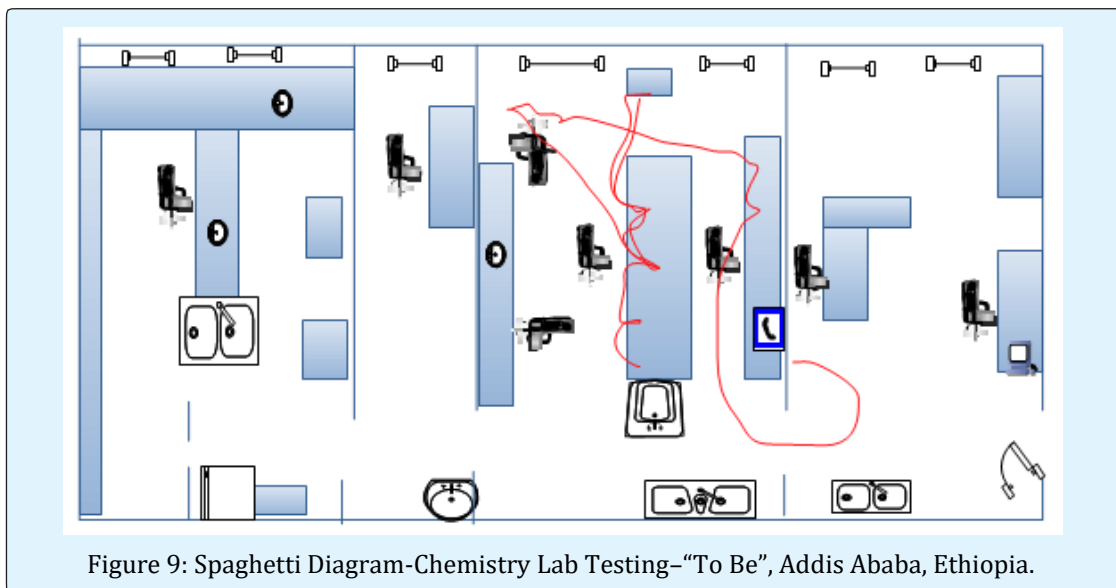 Figure 9: Spaghetti Diagram-Chemistry Lab Testing–“To Be”, Addis Ababa, Ethiopia.